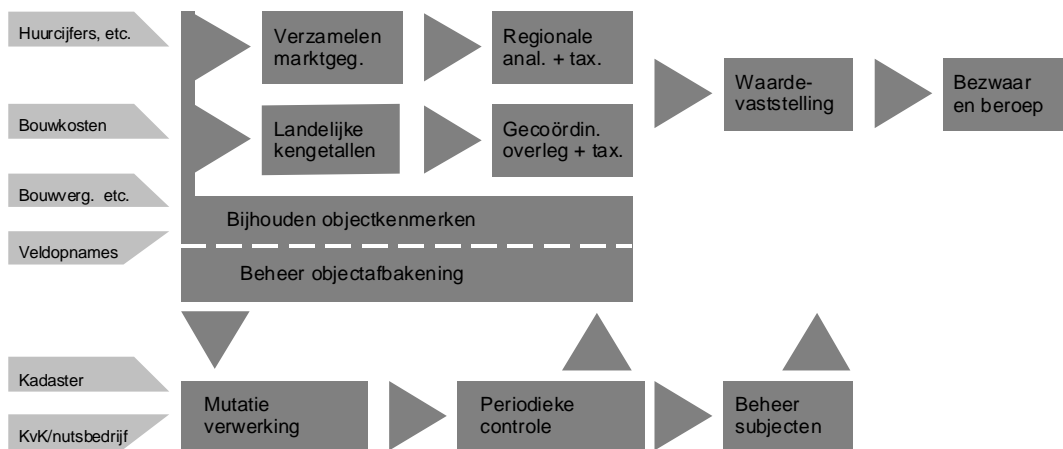 Huurcijfers, etc.
Verzamelen
marktgeg.
Regionale
anal. + tax.
Waarde-
vaststelling
Bezwaar
en beroep
Bouwkosten
Landelijke
kengetallen
Gecoördin.
overleg + tax.
Bouwverg. etc.
Bijhouden objectkenmerken
Veldopnames
Beheer objectafbakening
Kadaster
KvK/nutsbedrijf
Mutatie
verwerking
Periodieke
controle
Beheer
subjecten